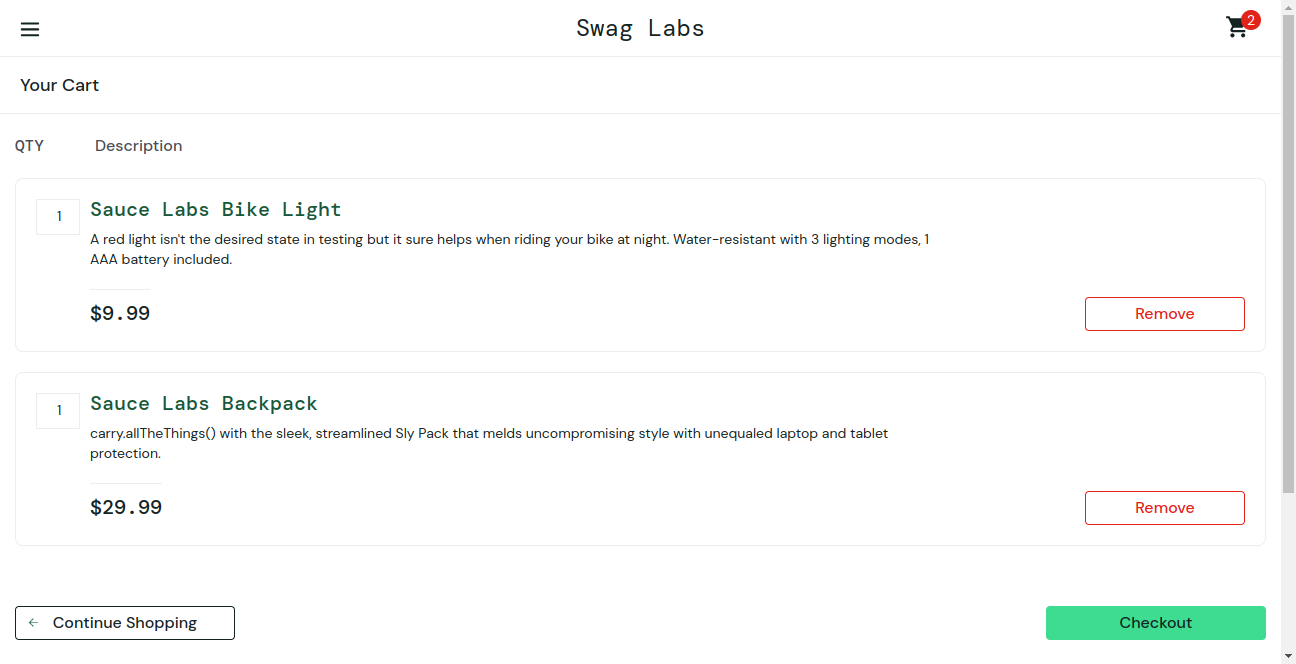 Swag Labs
2
Your Cart
QTY Description
1 Sauce Labs Bike Light
A red light isn't the desired state in testing but it sure helps when riding your bike at night. Water-resistant with 3 lighting modes, 1
AAA battery included.
$9.99
Remove
1 Sauce Labs Backpack
carry.allTheThings() with the sleek, streamlined Sly Pack that melds uncompromising style with unequaled laptop and tablet
protection.
$29.99
Remove
Continue Shopping
Checkout